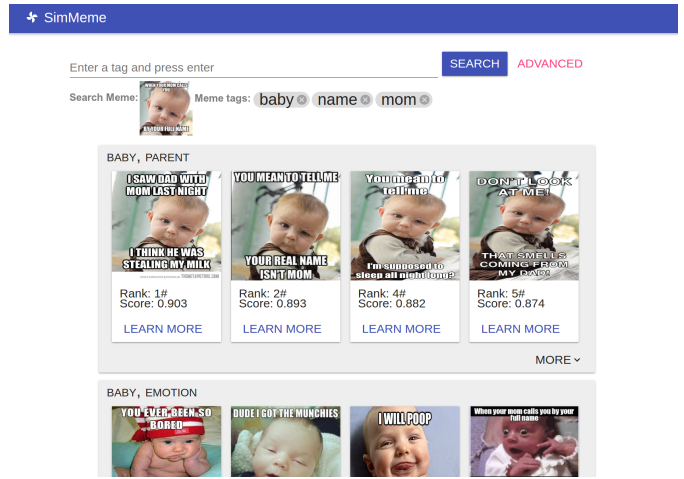 SimMeme
Enter a tag and press enter
SEARCH
ADVANCED
Search Meme:
WHEN YOUR MOM CALLS
YOU
BY YOUR FULL NAME
Meme tags:
baby
name
mom
BABY, PARENT
I SAW DAD WITH
MOM LAST NIGHT
I THINK HE WAS
STEALING MY MILK
Rank: 1#
Score: 0.903
LEARN MORE
YOU MEAN TO TELL ME
YOUR REAL NAME
ISN'T MOM
Rank: 2#
Score: 0.893
LEARN MORE
You mean to
tell me
I'm supposed to
sleep all night long?
Rank: 4#
Score: 0.882
LEARN MORE
DON'T LOOK
AT ME!
THAT SMELLS
COMING FROM
MY DAD!
Rank: 5#
Score: 0.874
LEARN MORE
MORE
BABY, EMOTION
YOU EVER BEEN SO
BORED
DUDE I GOT THE MUNCHIES
I WILL POOP
When your mom calls you by your
full name